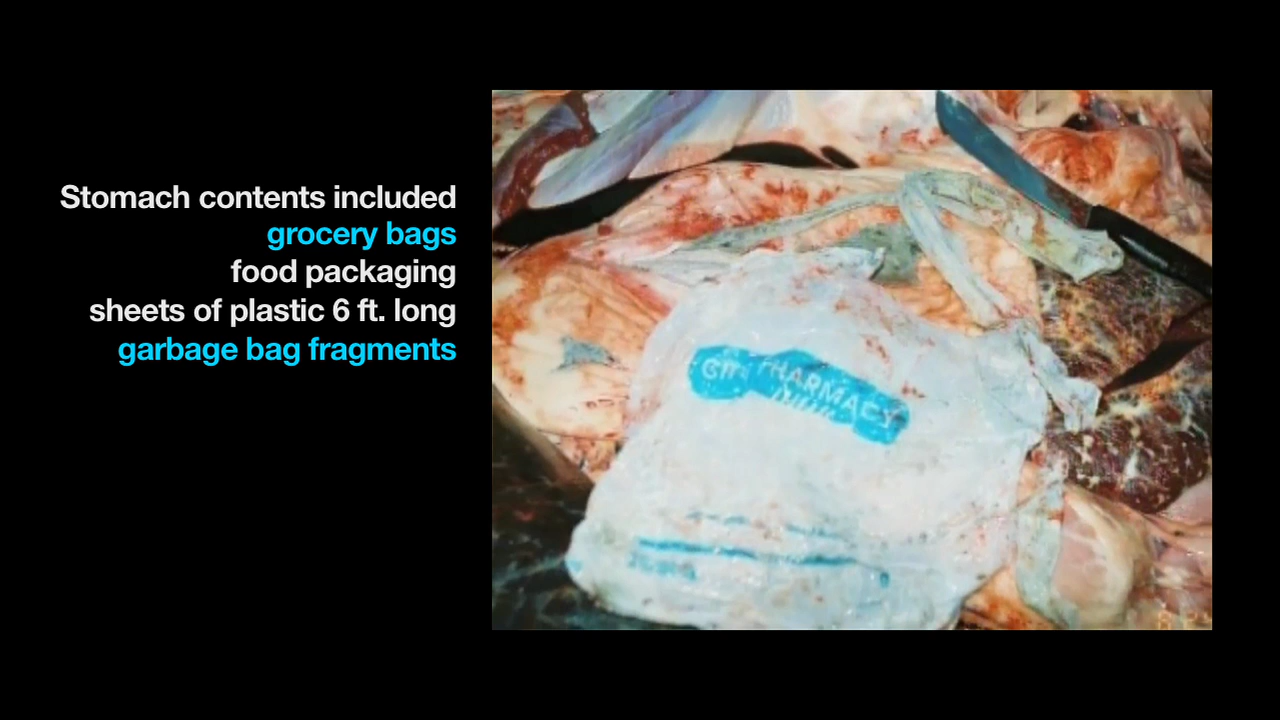 Stomach contents included
grocery bags
food packaging
sheets of plastic 6 ft. long
garbage bag fragments
PHARMACY